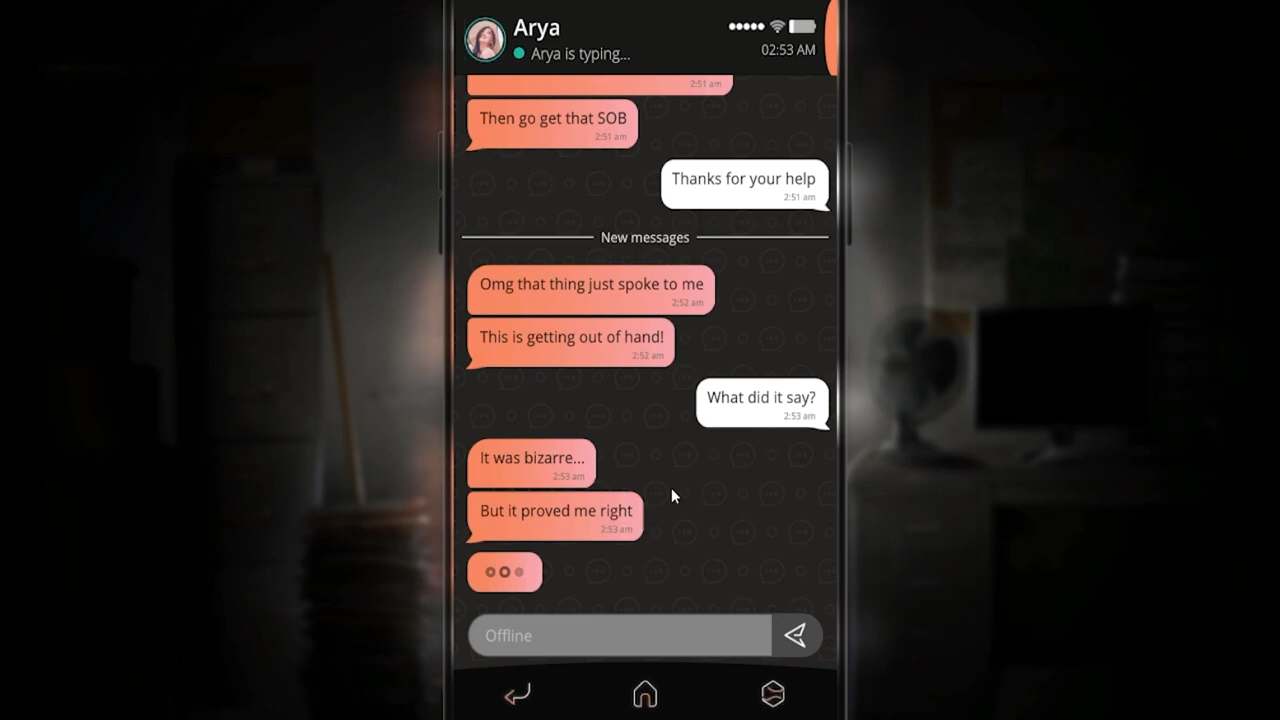 Arya
Arya is typing...
02:53 AM
2:51 am
Then go get that SOB
2:51 am
Thanks for your help
2:51 am
New messages
Omg that thing just spoke to me
2:52 am
This is getting out of hand!
2:52 am
What did it say?
2:53 am
It was bizarre...
2:53 am
But it proved me right
2:53 am
Offline